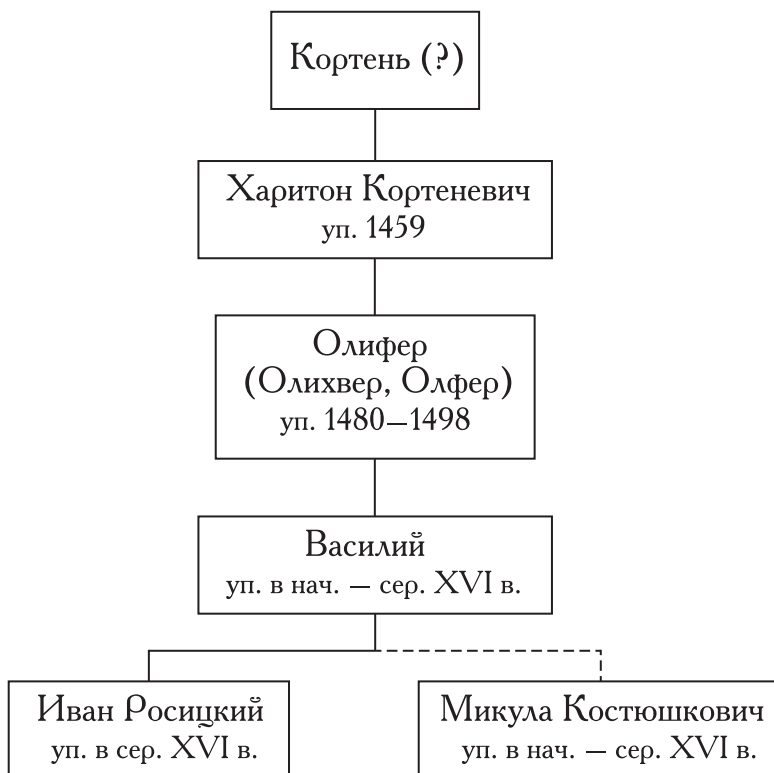 Кортень (?)
Харитон Кортеневич
уп. 1459
Олифер
(Олихвер, Олфер)
уп. 1480—1498
Василий
уп. в нач. — сер. XVI в.
Иван Росицкий
уп. в сер. XVI в.
Микула Костюшкович
уп. в нач. — сер. XVI в.